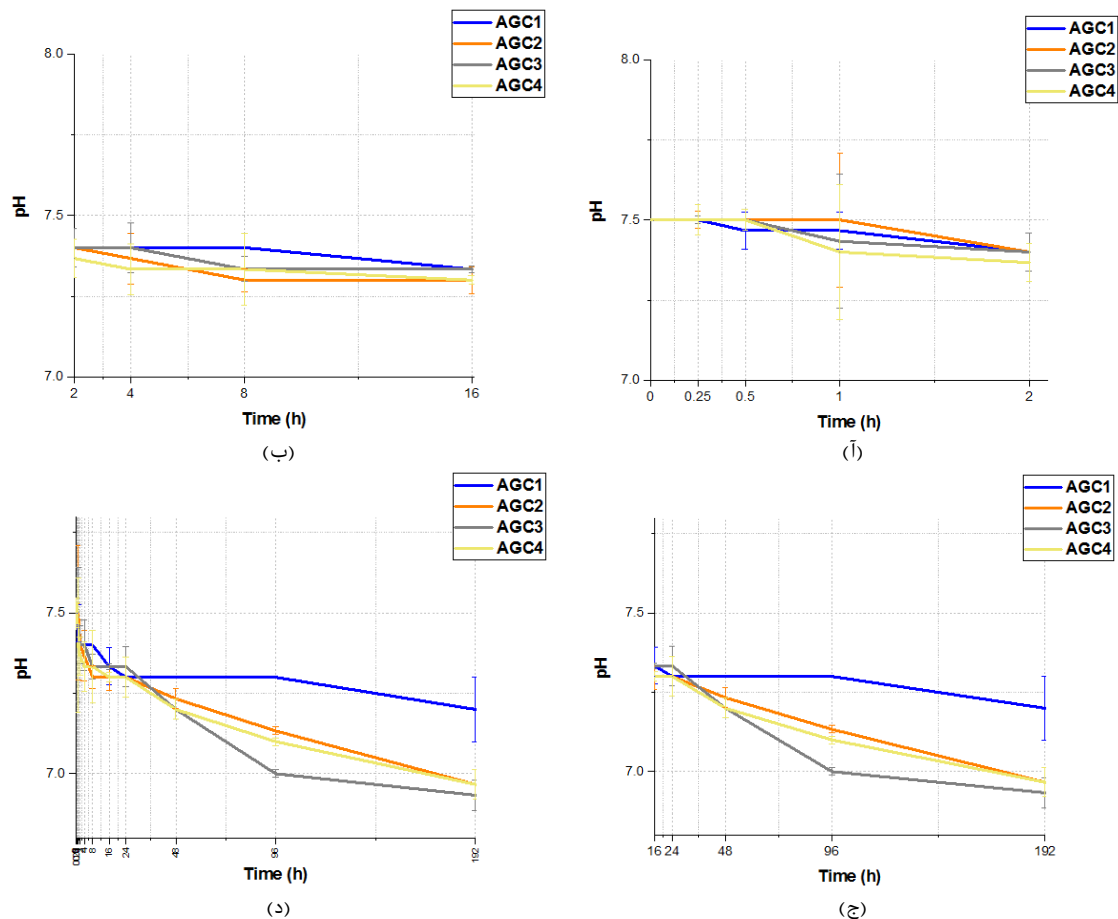 AGC1
AGC2
AGC3
AGC4
8.0
7.5
7.0
pH
2
4
8
16
Time (h)
(ب)
AGC1
AGC2
AGC3
AGC4
8.0
7.5
7.0
pH
0
0.25
0.5
1
2
Time (h)
(آ)
AGC1
AGC2
AGC3
AGC4
7.5
7.0
pH
8
16
24
48
96
192
Time (h)
(د)
AGC1
AGC2
AGC3
AGC4
7.5
7.0
pH
16
24
48
96
192
Time (h)
(ج)